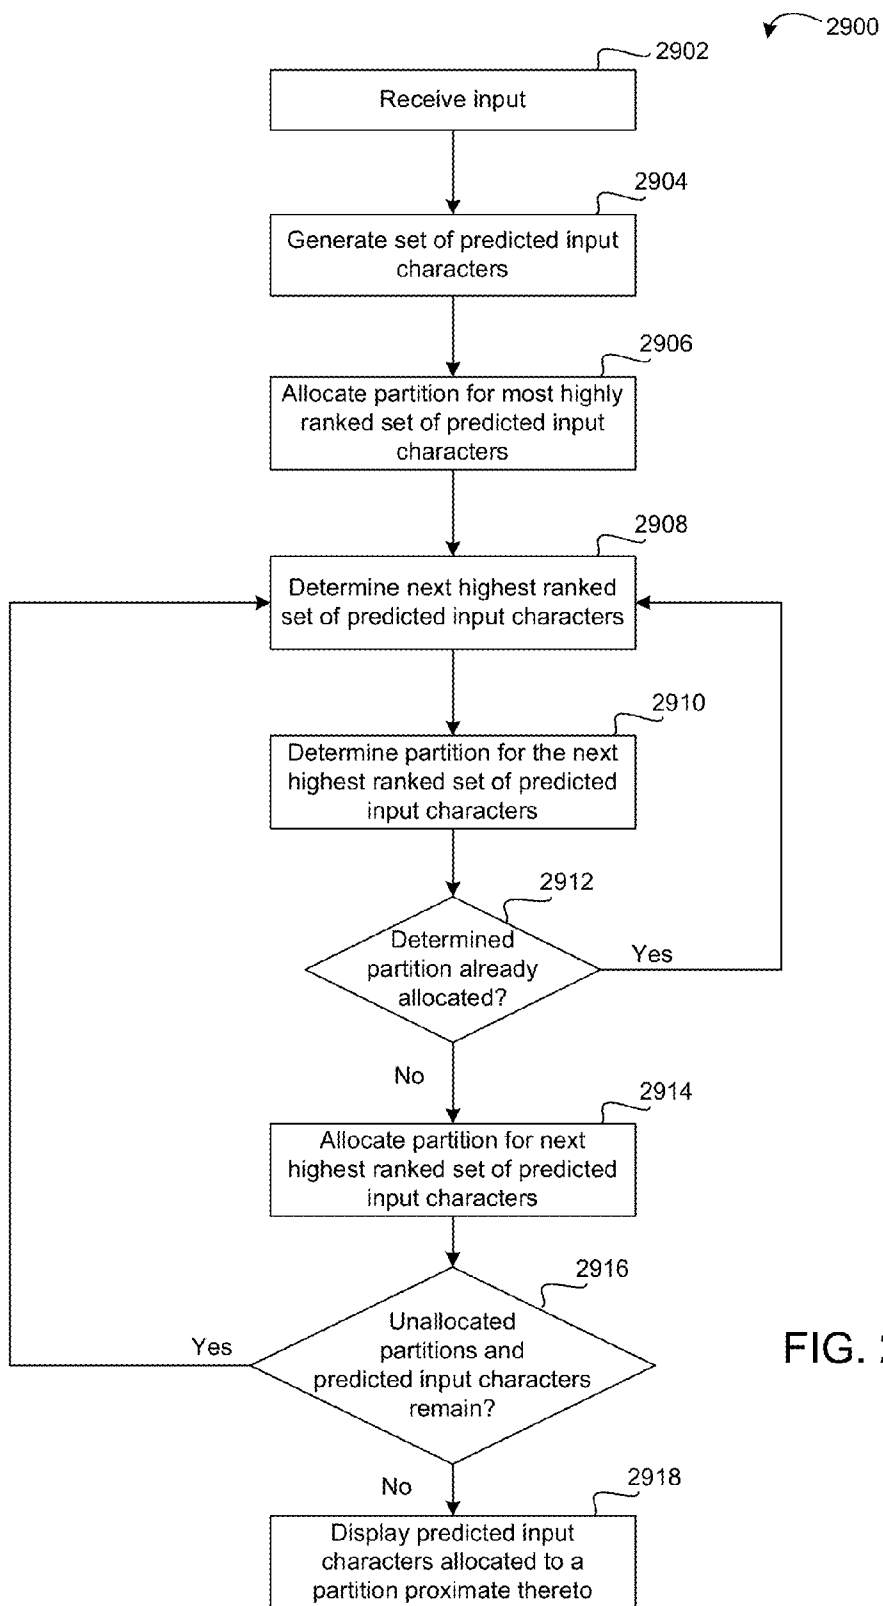 2900
2902
Receive input
2904
Generate set of predicted input
characters
2906
Allocate partition for most highly
ranked set of predicted input
characters
2908
Determine next highest ranked
set of predicted input characters
2910
Determine partition for the next
highest ranked set of predicted
input characters
2912
Determined
partition already
allocated?
Yes
No
2914
Allocate partition for next
highest ranked set of predicted
input characters
2916
Unallocated
partitions and
predicted input characters
remain?
Yes
FIG.
No
2918
Display predicted input
characters allocated to a
partition proximate thereto